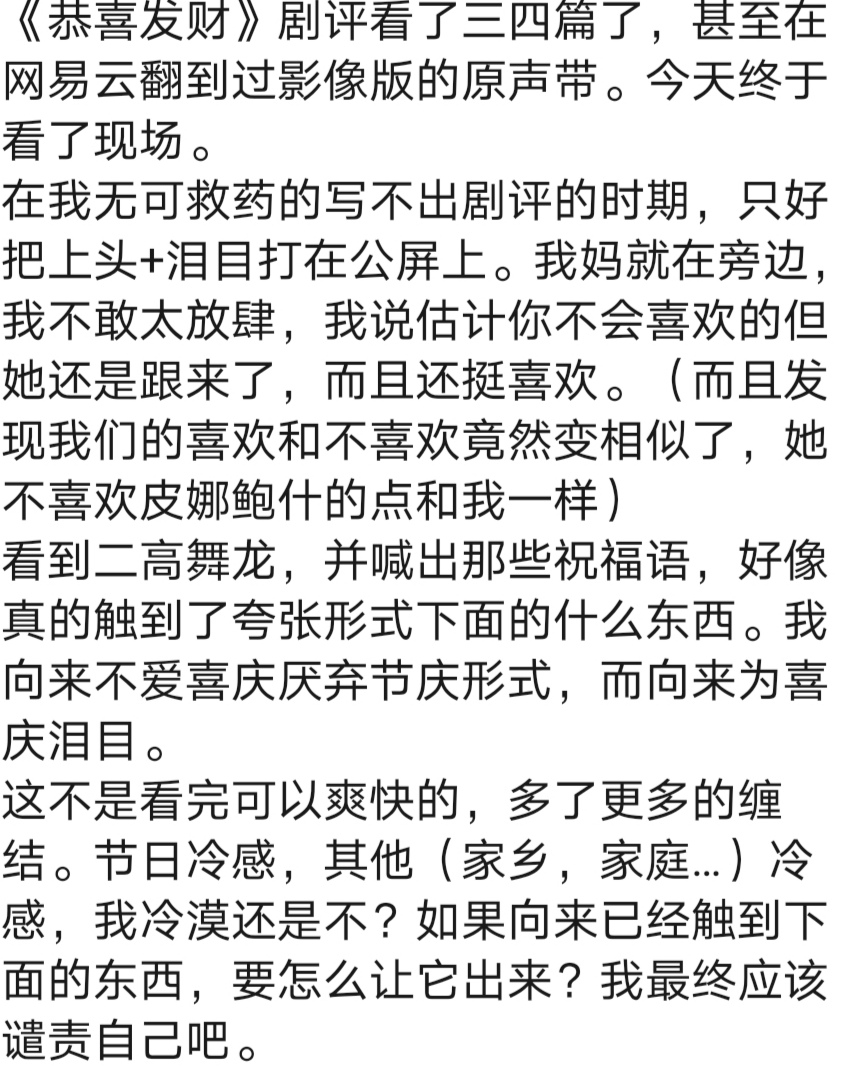 《恭喜发财》剧评看了三四篇了，甚至在
网易云翻到过影像版的原声带。今天终于
看了现场。
在我无可救药的写不出剧评的时期，只好
把上头+泪目打在公屏上。我妈就在旁边，
我不敢太放肆，我说估计你不会喜欢的但
她还是跟来了，而且还挺喜欢。（而且发
现我们的喜欢和不喜欢竟然变相似了，她
不喜欢皮娜鲍什的点和我一样）
看到二高舞龙，并喊出那些祝福语，好像
真的触到了夸张形式下面的什么东西。我
向来不爱喜庆厌弃节庆形式，而向来为喜
庆泪目。
这不是看完可以爽快的，多了更多的缠
结。节日冷感，其他（家乡，家庭...）冷
感，我冷漠还是不？如果向来已经触到下
面的东西，要怎么让它出来？我最终应该
谴责自己吧。